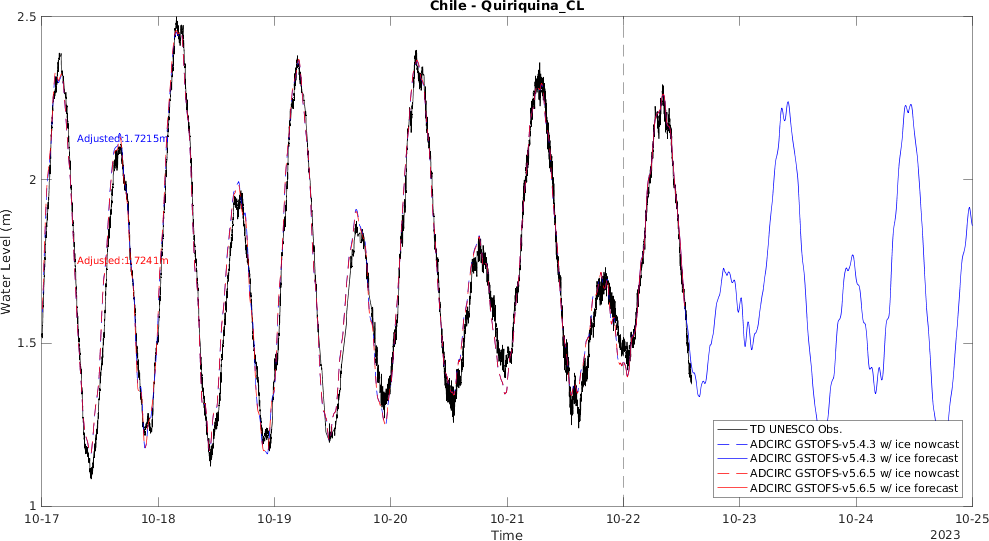 Chile - Quiriquina_CL
2.5
Adjusted:1.7215m
2
Adjusted:1.7241m
Water Level (m)
1.5
1
TD UNESCO Obs.
ADCIRC GSTOFS-v5.4.3 w/ ice nowcast
ADCIRC GSTOFS-v5.4.3 w/ ice forecast
ADCIRC GSTOFS-v5.6.5 w/ ice nowcast
ADCIRC GSTOFS-v5.6.5 w/ ice forecast
10-17 10-18 10-19 10-20 10-21 10-22 10-23 10-24 10-25
Time
2023